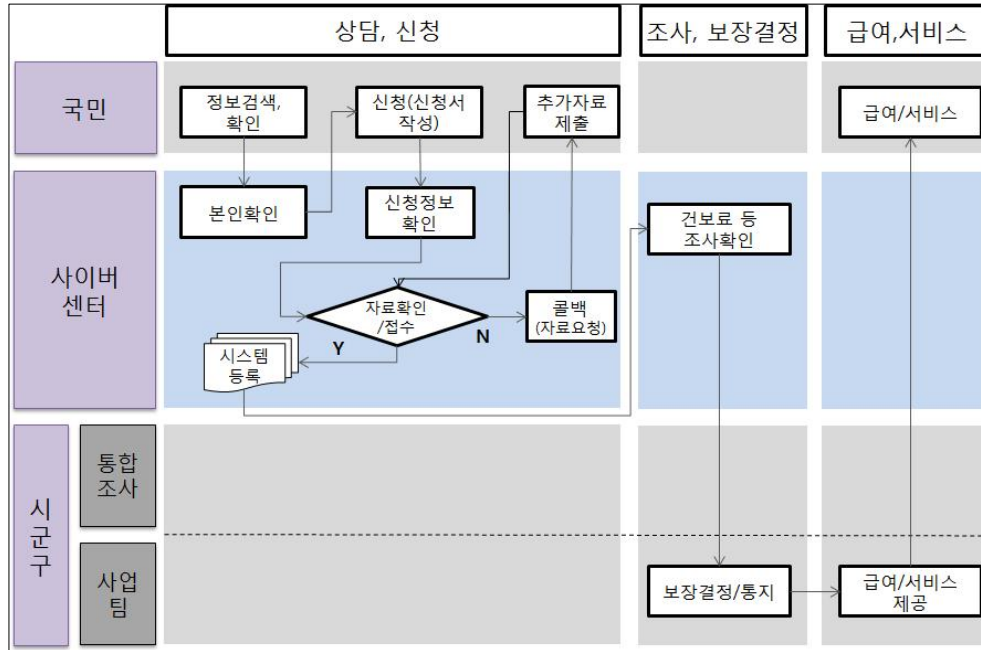 상담, 신청
조사, 보장결정
급여,서비스
국민
정보검색,
확인
신청(신청서
작성)
추가자료
제출
급여/서비스
사이버
센터
본인확인
신청정보
확인
건보료 등
조사확인
자료확인
/접수
콜백
(자료요청)
Y
N
시스템
등록
시
군
구
통합
조사
사업
팀
보장결정/통지
급여/서비스
제공